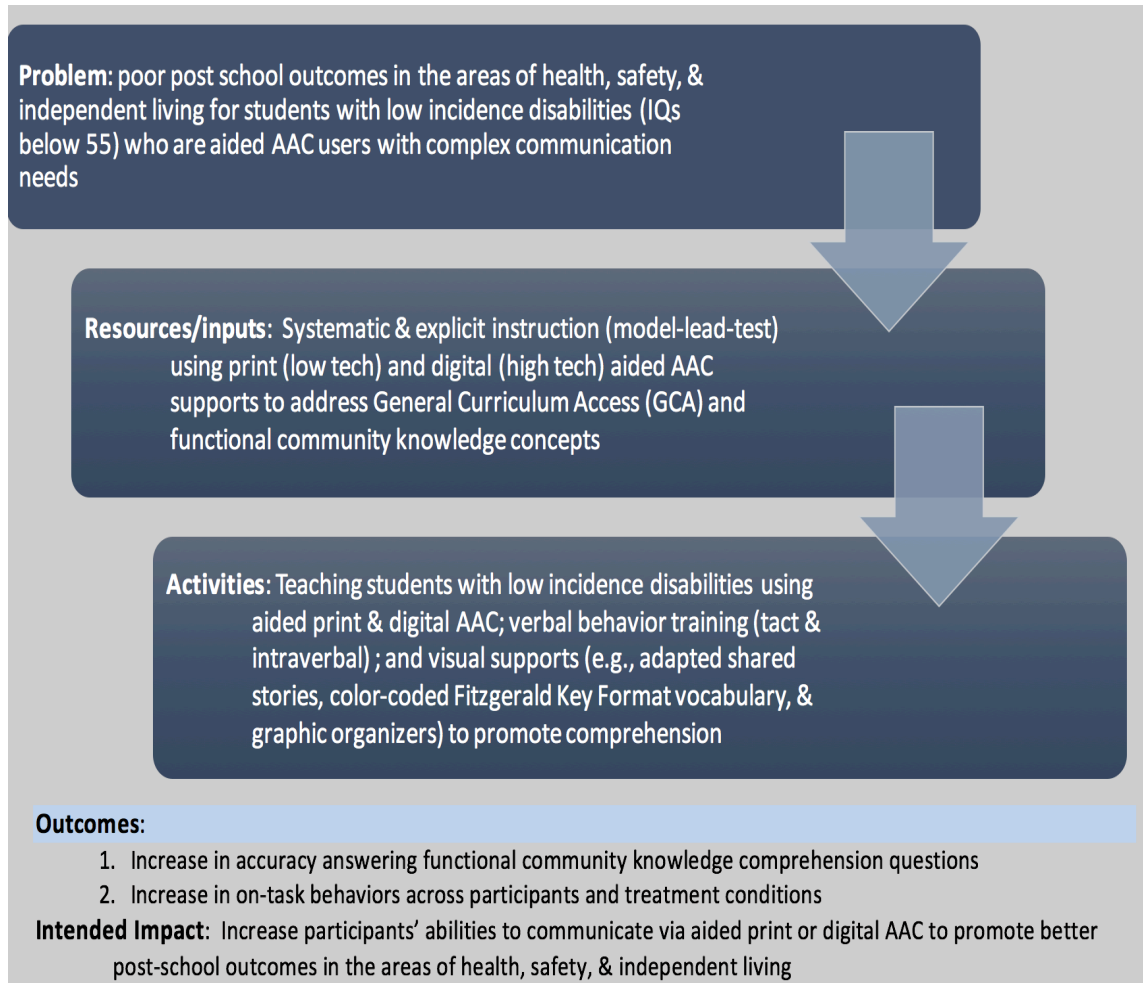 Problem: poor post school outcomes in the areas of health, safety, &
independent living for students with low incidence disabilities (IQs
below 55) who are aided AAC users with complex communication
needs
Resources/inputs: Systematic & explicit instruction (model-lead-test)
using print (low tech) and digital (high tech) aided AAC
supports to address General Curriculum Access (GCA) and
functional community knowledge concepts
Activities: Teaching students with low incidence disabilities using
aided print & digital AAC; verbal behavior training (tact &
intraverbal) ; and visual supports (e.g., adapted shared
stories, color-coded Fitzgerald Key Format vocabulary, &
graphic organizers) to promote comprehension
Outcomes:
1. Increase in accuracy answering functional community knowledge comprehension questions
2. Increase in on-task behaviors across participants and treatment conditions
Intended Impact: Increase participants’ abilities to communicate via aided print or digital AAC to promote better
post-school outcomes in the areas of health, safety, & independent living